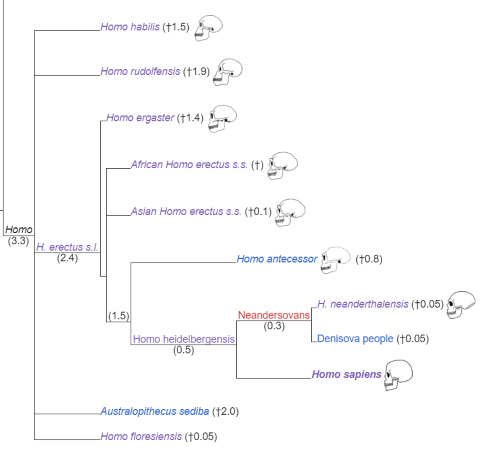 Homo habilis (†1.5)
Homo rudolfensis (†1.9)
Homo ergaster (†1.4)
African Homo erectus s.s. (†)
Asian Homo erectus s.s. (†0.1)
Homo
(3.3)
H. erectus s.l.
(2.4)
Homo antecessor (†0.8)
(1.5)
Homo heidelbergensis
(0.5)
Neandersovans
(0.3)
H. neanderthalensis (†0.05)
Denisova people (†0.05)
Homo sapiens
Australopithecus sediba (†2.0)
Homo floresiensis (†0.05)